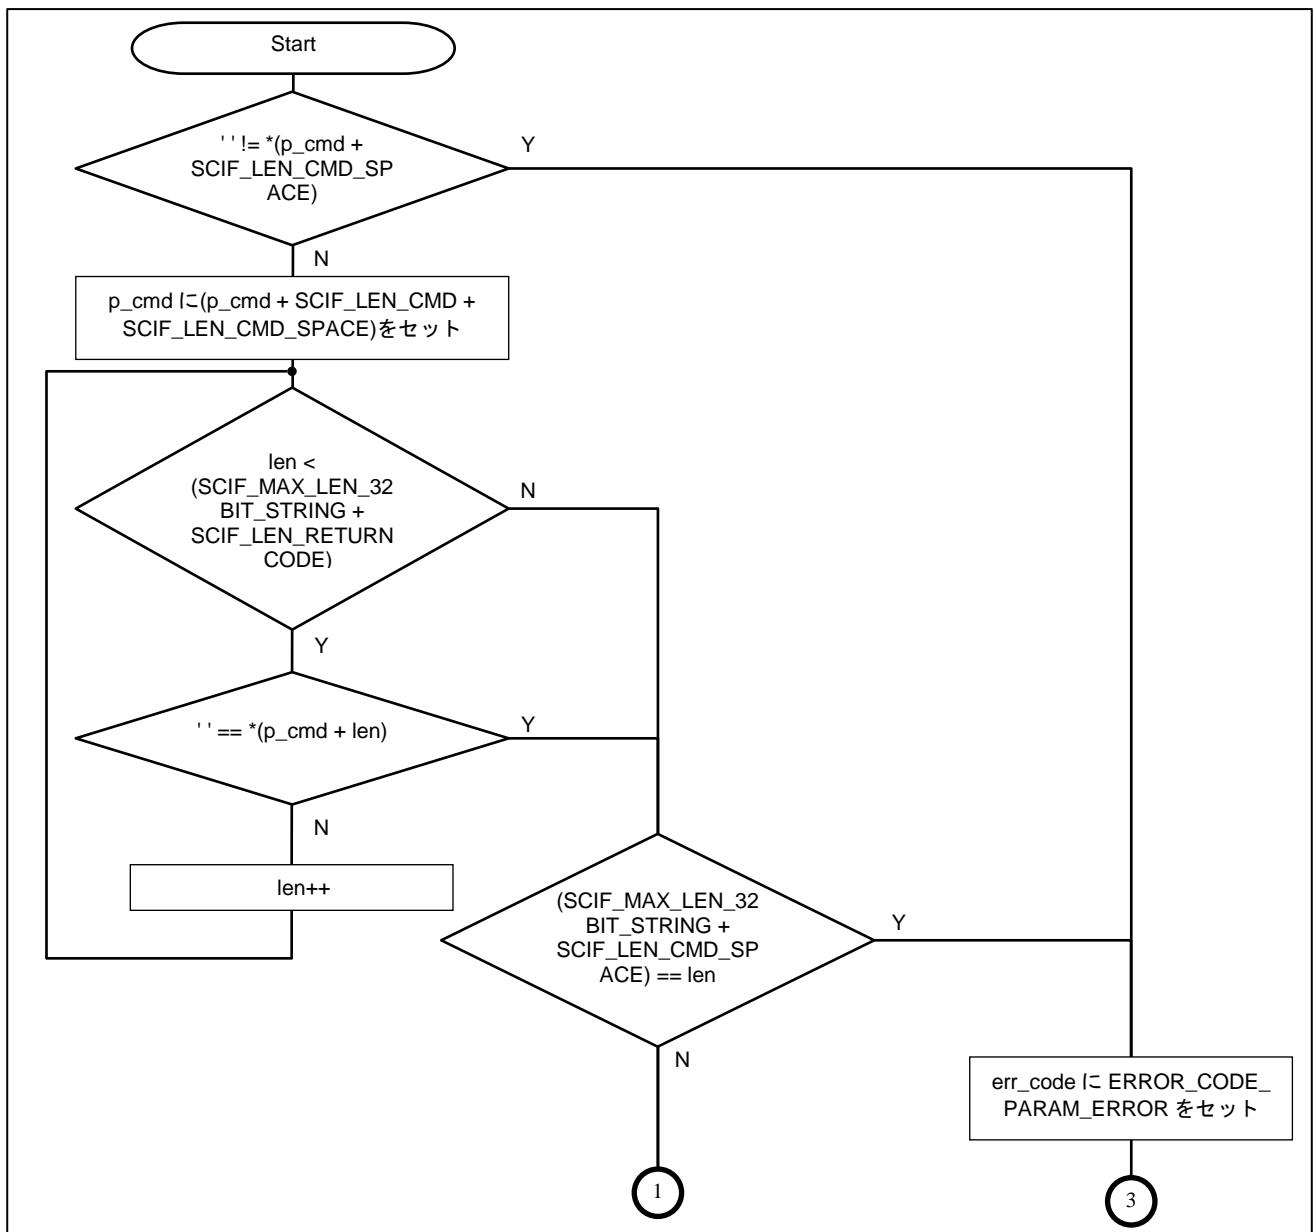 Start
' ' != *(p_cmd +
SCIF_LEN_CMD_SP
ACE)
Y
N
p_cmd に(p_cmd + SCIF_LEN_CMD +
SCIF_LEN_CMD_SPACE)をセット
len <
(SCIF_MAX_LEN_32
BIT_STRING +
SCIF_LEN_RETURN
CODE)
N
Y
' ' == *(p_cmd + len)
Y
N
len++
(SCIF_MAX_LEN_32
BIT_STRING +
SCIF_LEN_CMD_SP
ACE) == len
Y
N
err_code に ERROR_CODE_
PARAM_ERROR をセット
1
3